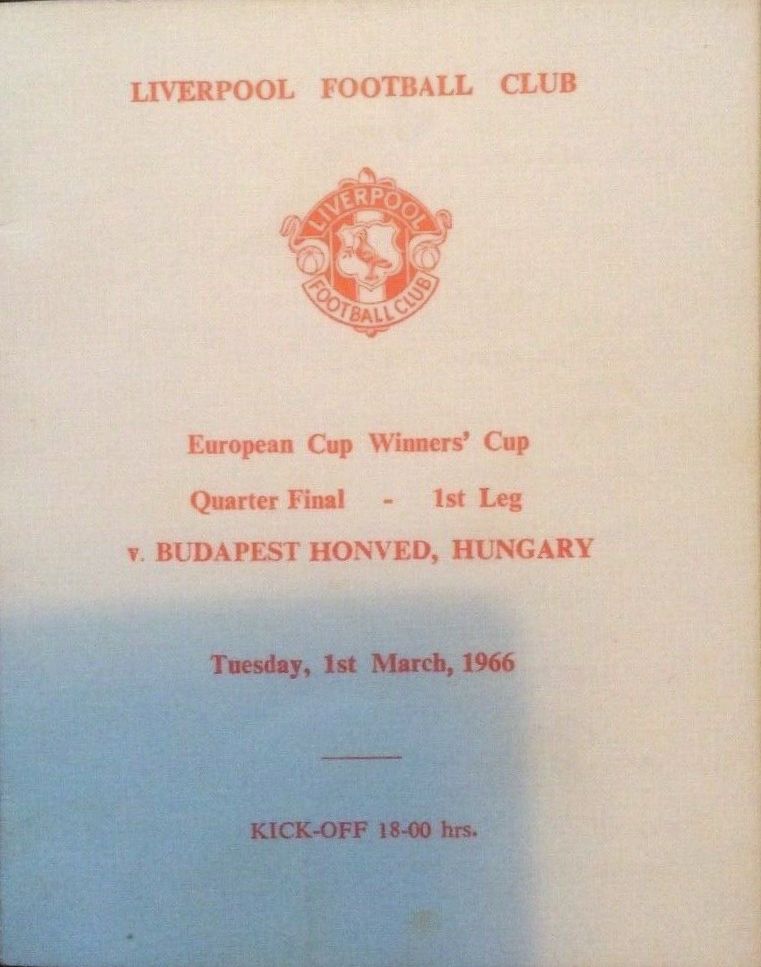 LIVERPOOL FOOTBALL CLUB
LIVERPOOL
FOOTBALL CLUB
European Cup Winners' Cup
Quarter Final - 1st Leg
v. BUDAPEST HONVED, HUNGARY
Tuesday, 1st March, 1966
KICK-OFF 18-00 hrs.